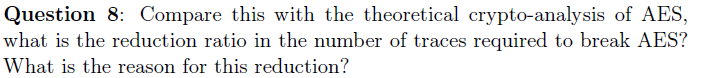 Question 8: Compare this with the theoretical crypto-analysis of AES,
what is the reduction ratio in the number of traces required to break AES?
What is the reason for this reduction?